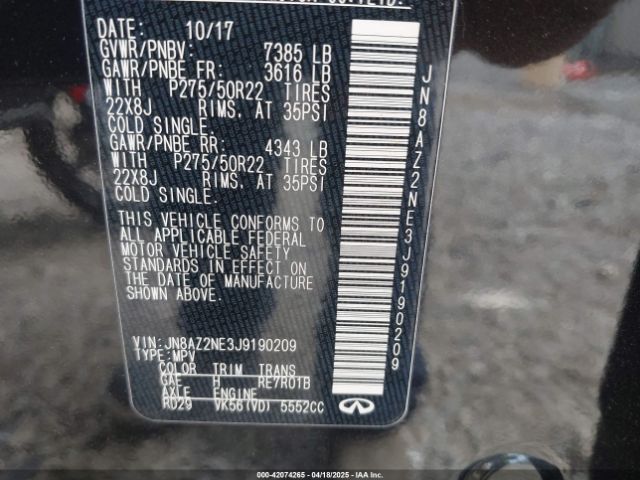 DATE: 10/17
GVWR/PNBV: 7385 LB
GAWR/PNBE FR: 3616 LB
WITH P275/50R22 TIRES
22X8J RIMS. AT 35PSI
COLD SINGLE.
GAWR/PNBE RR: 4343 LB
WITH P275/50R22 TIRES
22X8J RIMS. AT 35PSI
COLD SINGLE.
THIS VEHICLE CONFORMS TO
ALL APPLICABLE FEDERAL
MOTOR VEHICLE SAFETY
STANDARDS IN EFFECT ON
THE DATE OF MANUFACTURE
SHOWN ABOVE.
VIN:JN8AZ2NE3J9190209
TYPE:MPV
COLOR TRIM TRANS
GAE H RE7R01B
AXLE ENGINE
RD29 VK56(VD) 5552CC
JN8AZ2NE3J9190209
000-42074265 04/18/2025 IAAI.COM